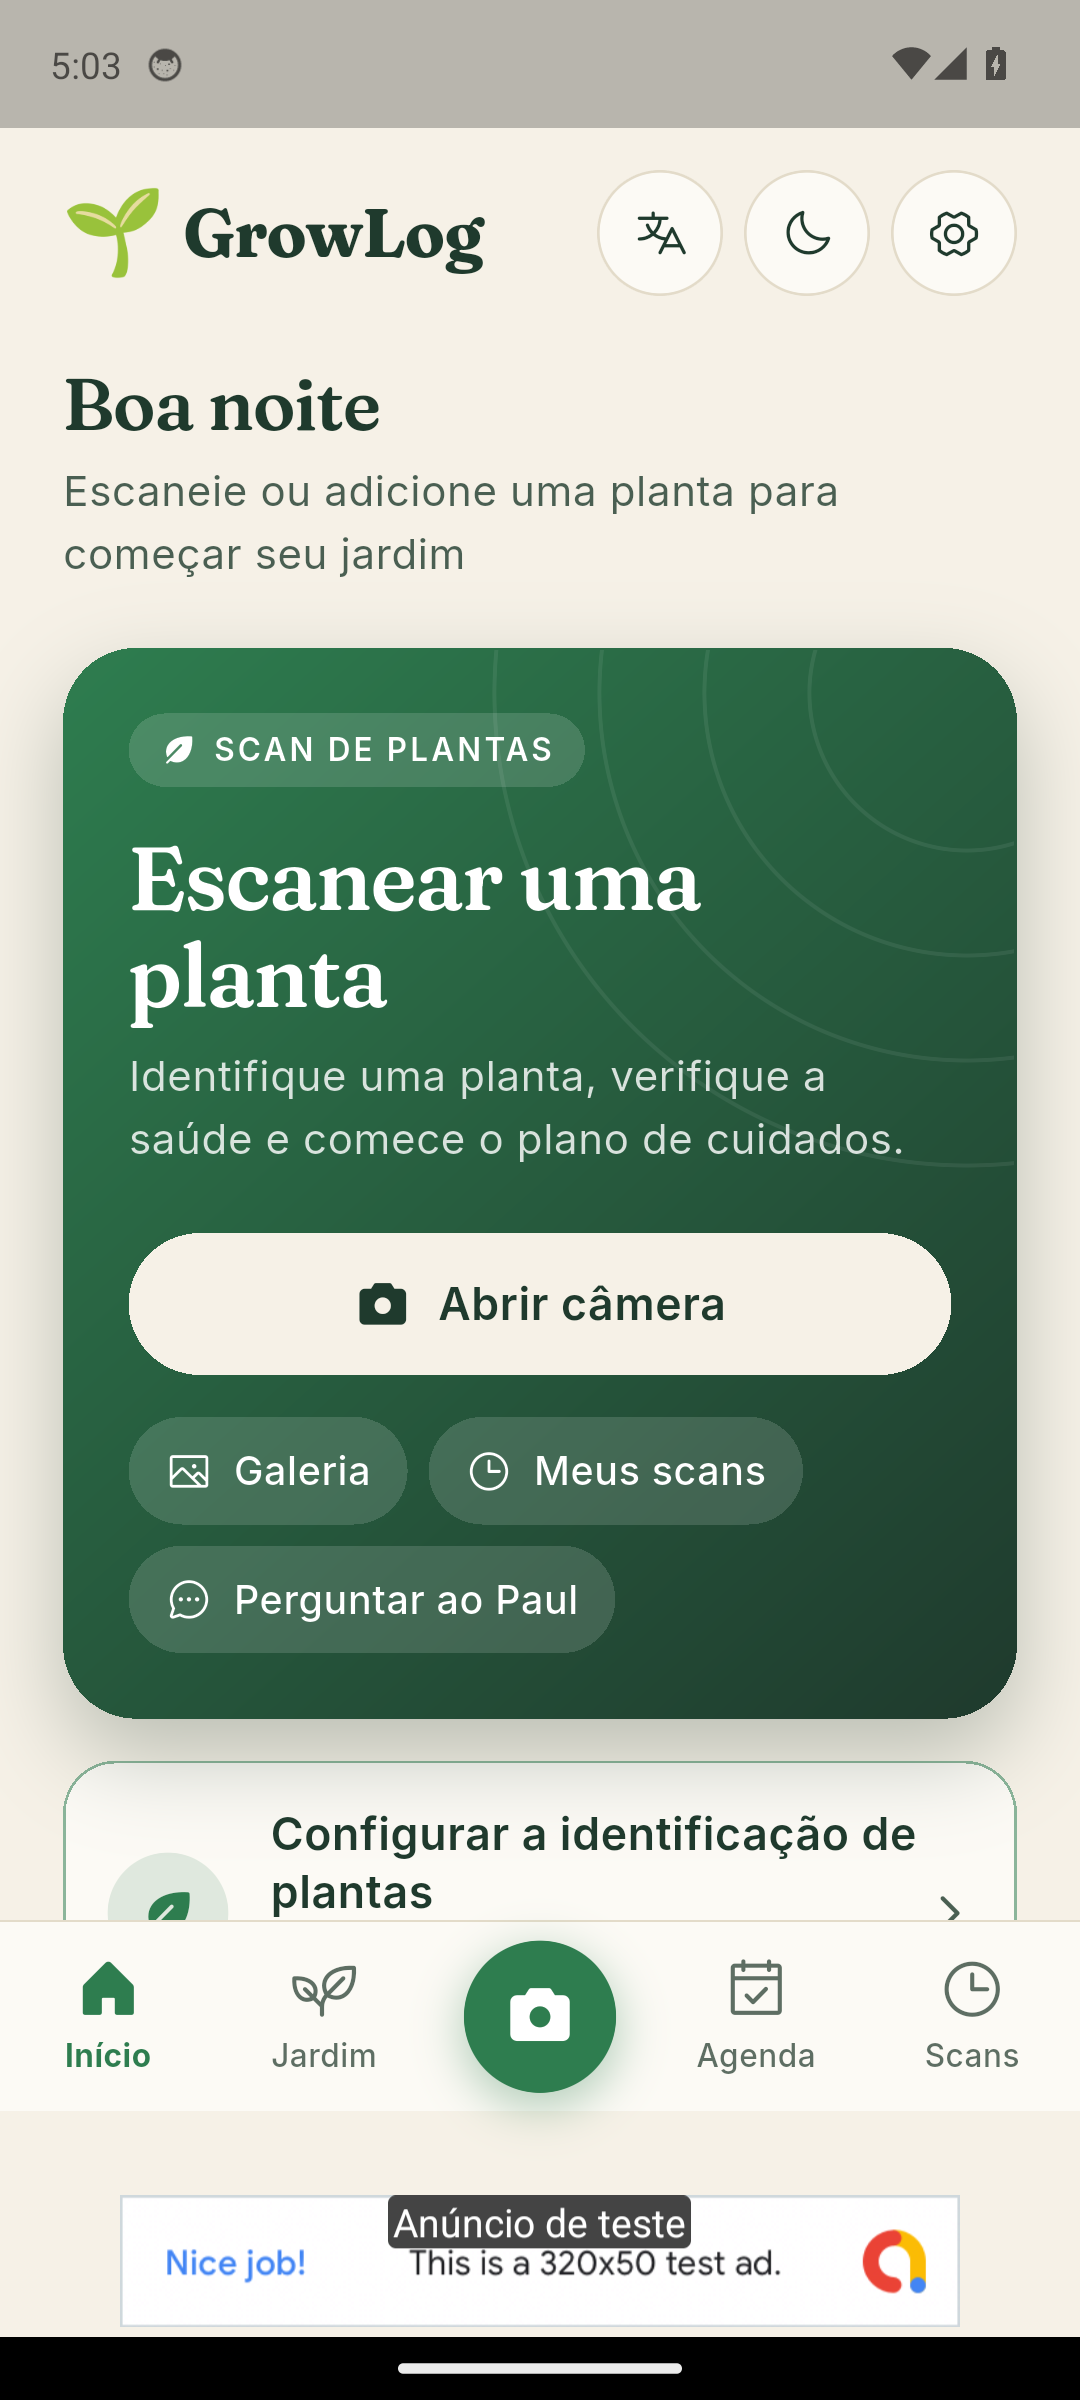 5:03
GrowLog
Boa noite
Escaneie ou adicione uma planta para
começar seu jardim
SCAN DE PLANTAS
Escanear uma
planta
Identifique uma planta, verifique a
saúde e comece o plano de cuidados.
Abrir câmera
Galeria
Meus scans
Perguntar ao Paul
Configurar a identificação de
plantas
Início
Jardim
Agenda
Scans
Anúncio de teste
Nice job!
This is a 320x50 test ad.